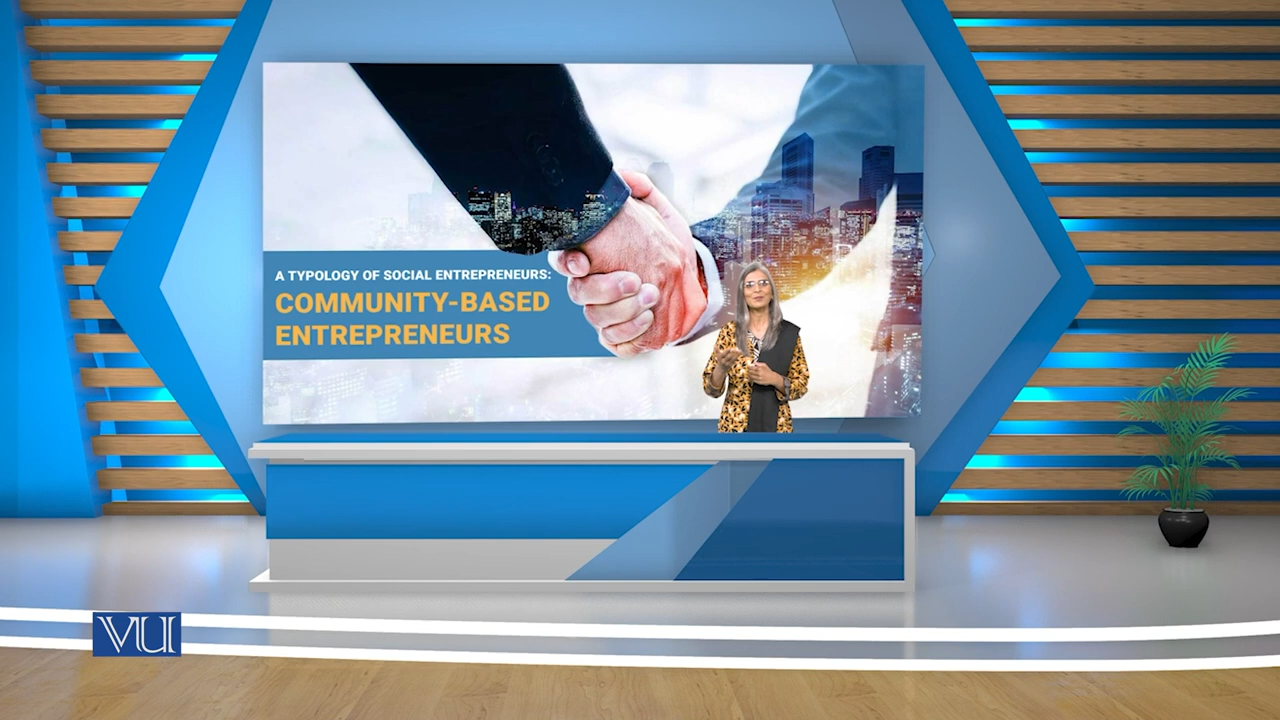 A TYPOLOGY OF SOCIAL ENTREPRENEURS:
COMMUNITY-BASED
ENTREPRENEURS
VU